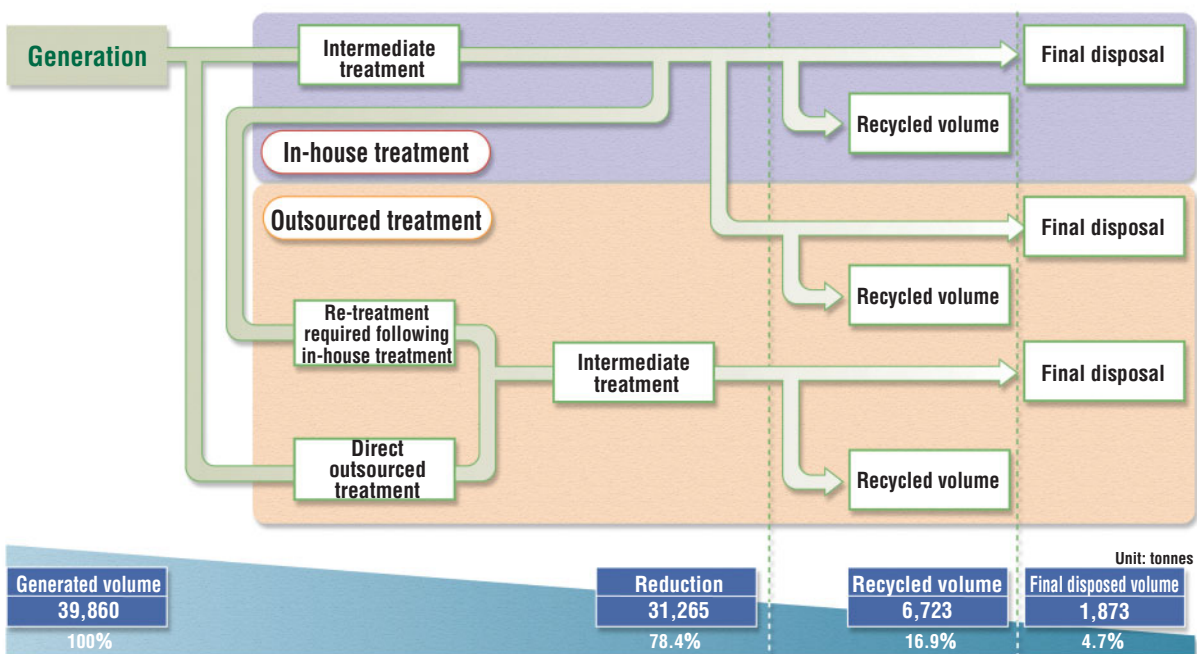 Generation
Intermediate
treatment
Final disposal
Recycled volume
In-house treatment
Outsourced treatment
Final disposal
Recycled volume
Re-treatment
required following
in-house treatment
Intermediate
treatment
Final disposal
Direct
outsourced
treatment
Recycled volume
Unit: tonnes
Generated volume
39,860
100%
Reduction
31,265
78.4%
Recycled volume
6,723
16.9%
Final disposed volume
1,873
4.7%